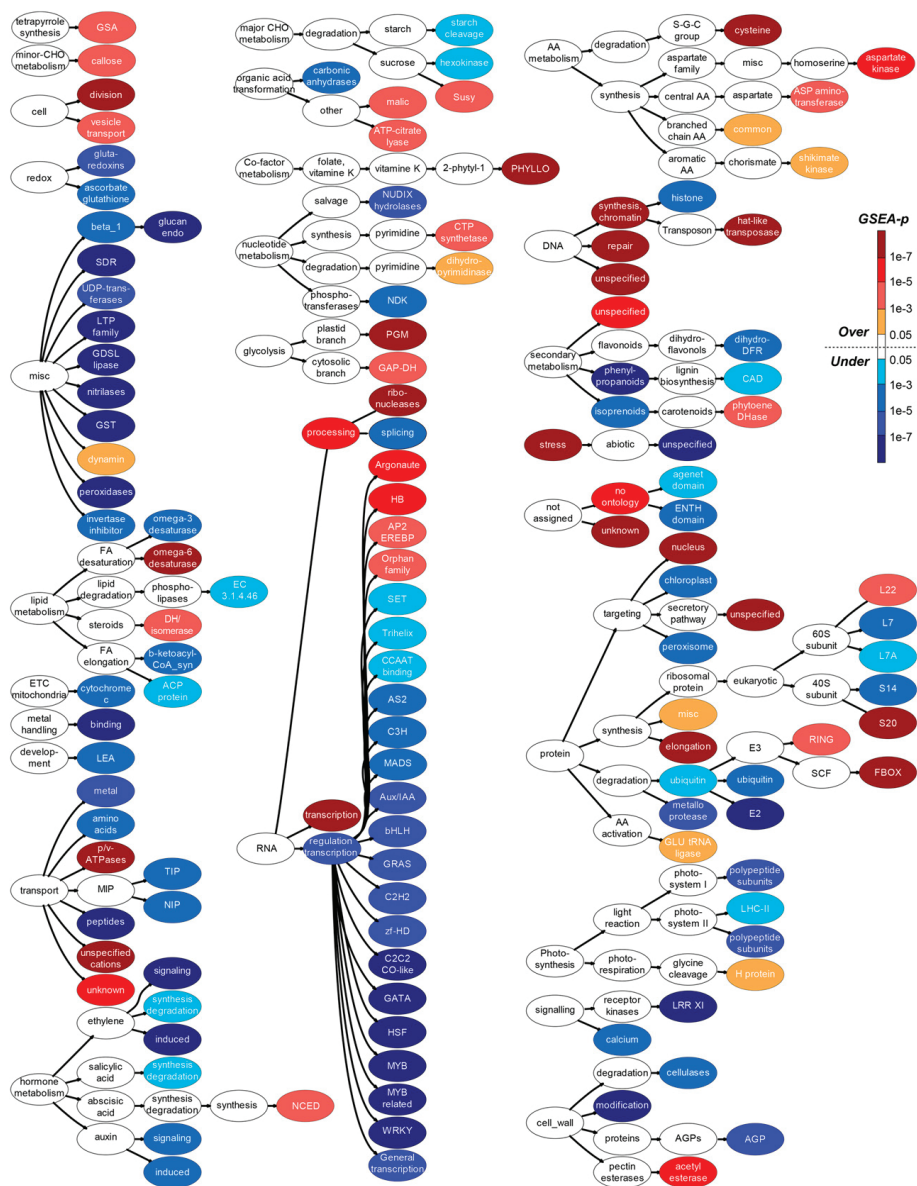 tetrapyrrole
synthesis
GSA
minor-CHO
metabolism
callose
cell
division
vesicle
transport
redox
gluta-
redoxins
ascorbate
glutathione
misc
beta_1
glucan
endo
SDR
UDP-trans-
ferases
LTP
family
GDSL
lipase
nitrilases
GST
dynamin
peroxidases
invertase
inhibitor
lipid
metabolism
FA
desaturation
omega-3
desaturase
omega-6
desaturase
lipid
degradation
phospho-
lipases
EC
3.1.4.46
steroids
DH/
isomerase
FA
elongation
b-ketoacyl-
CoA_syn
ACP
protein
ETC
mitochondria
cytochrome
c
metal
handling
binding
develop-
ment
LEA
transport
metal
amino
acids
p/v-
ATPases
MIP
TIP
NIP
peptides
unspecified
cations
unknown
hormone
metabolism
ethylene
signaling
synthesis
degradation
induced
salicylic
acid
synthesis
degradation
abscisic
acid
synthesis
degradation
synthesis
NCED
auxin
signaling
induced
major CHO
metabolism
degradation
starch
starch
cleavage
sucrose
hexokinase
Susy
organic acid
transformation
carbonic
anhydrases
other
malic
ATP-citrate
lyase
Co-factor
metabolism
folate,
vitamine K
vitamine K
2-phytyl-1
PHYLLO
nucleotide
metabolism
salvage
NUDIX
hydrolases
synthesis
pyrimidine
CTP
synthetase
degradation
pyrimidine
dihydro-
pyrimidinase
phospho-
transferases
NDK
glycolysis
plastid
branch
PGM
cytosolic
branch
GAP-DH
RNA
processing
ribo-
nucleases
splicing
transcription
regulation
transcription
Argonaute
HB
AP2
EREBP
Orphan
family
SET
Trihelix
CCAAT
binding
AS2
C3H
MADS
Aux/IAA
bHLH
GRAS
C2H2
zf-HD
C2C2
CO-like
GATA
HSF
MYB
MYB
related
WRKY
General
transcription
AA
metabolism
degradation
S-G-C
group
cysteine
synthesis
aspartate
family
misc
homoserine
aspartate
kinase
central AA
aspartate
ASP amino-
transferase
branched
chain AA
common
aromatic
AA
chorismate
shikimate
kinase
DNA
synthesis,
chromatin
histone
Transposon
hat-like
transposase
repair
unspecified
secondary
metabolism
unspecified
flavonoids
dihydro-
flavonols
dihydro-
DFR
phenyl-
propanoids
lignin
biosynthesis
CAD
isoprenoids
carotenoids
phytoene
DHase
stress
abiotic
unspecified
not
assigned
no
ontology
agenet
domain
ENTH
domain
unknown
protein
targeting
nucleus
chloroplast
secretory
pathway
unspecified
peroxisome
synthesis
ribosomal
protein
eukaryotic
60S
subunit
L22
L7
L7A
40S
subunit
S14
S20
misc
elongation
degradation
ubiquitin
E3
RING
SCF
FBOX
ubiquitin
E2
metallo
protease
AA
activation
GLU tRNA
ligase
Photo-
synthesis
light
reaction
photo-
system I
polypeptide
subunits
photo-
system II
LHC-II
polypeptide
subunits
photo-
respiration
glycine
cleavage
H protein
signalling
receptor
kinases
LRR XI
calcium
cell_wall
degradation
cellulases
modification
proteins
AGPs
AGP
pectin
esterases
acetyl
esterase
GSEA-p
1e-7
1e-5
1e-3
0.05
Over
Under
0.05
1e-3
1e-5
1e-7